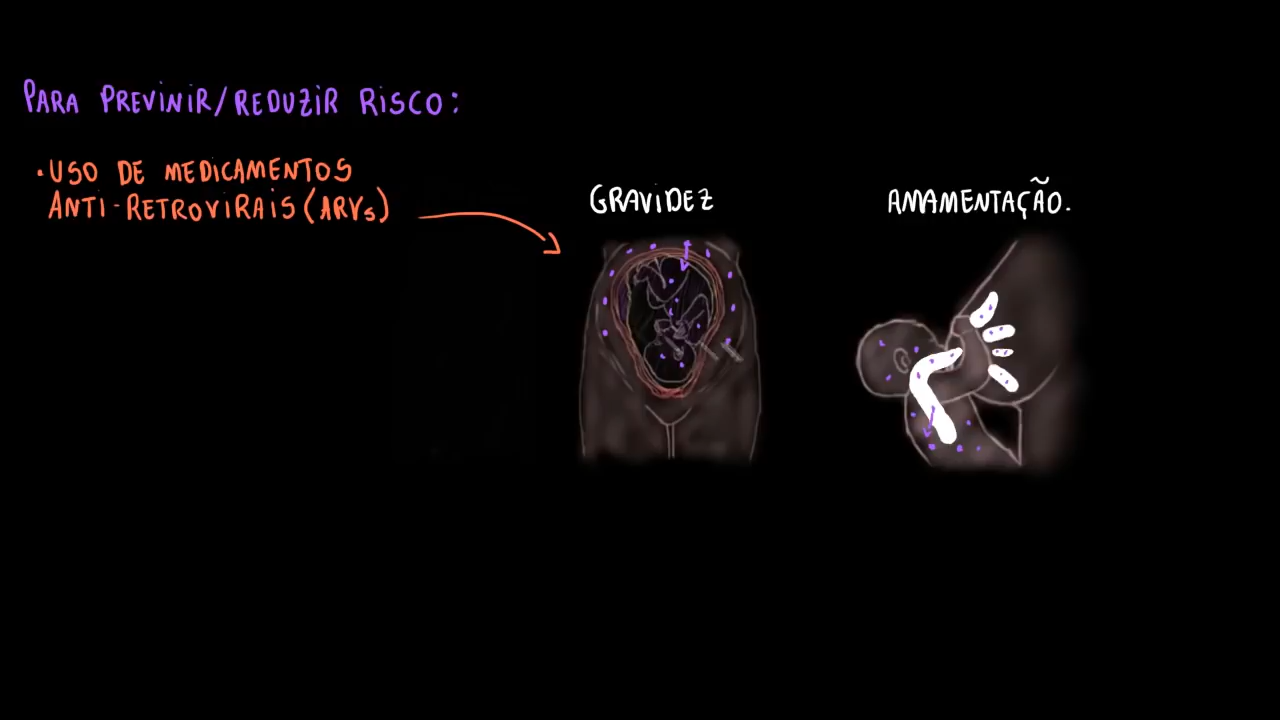 PARA PREVINIR/REDUZIR RISCO:
• USO DE MEDICAMENTOS
ANTI-RETROVIRAIS (ARVs)
GRAVIDEZ
AMAMENTAÇÃO.